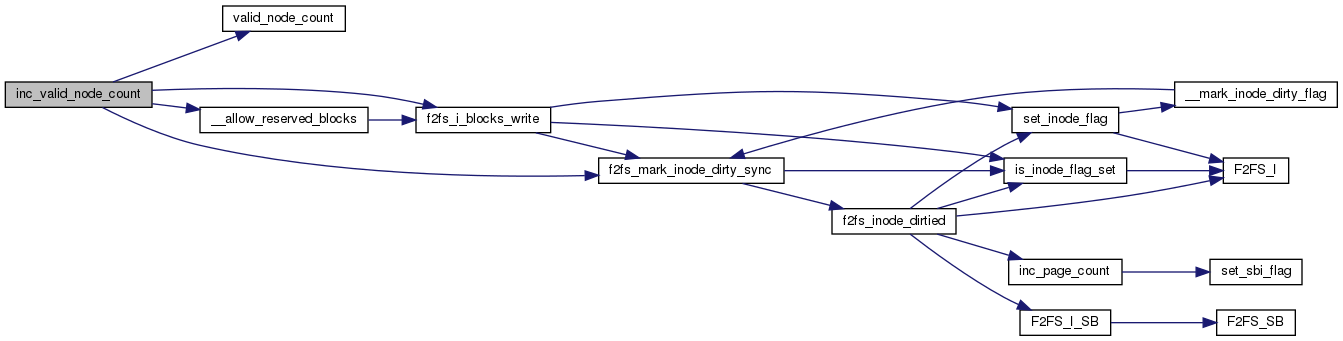 valid_node_count
inc_valid_node_count
__mark_inode_dirty_flag
__allow_reserved_blocks
f2fs_i_blocks_write
set_inode_flag
f2fs_mark_inode_dirty_sync
is_inode_flag_set
F2FS_I
f2fs_inode_dirtied
inc_page_count
set_sbi_flag
F2FS_I_SB
F2FS_SB